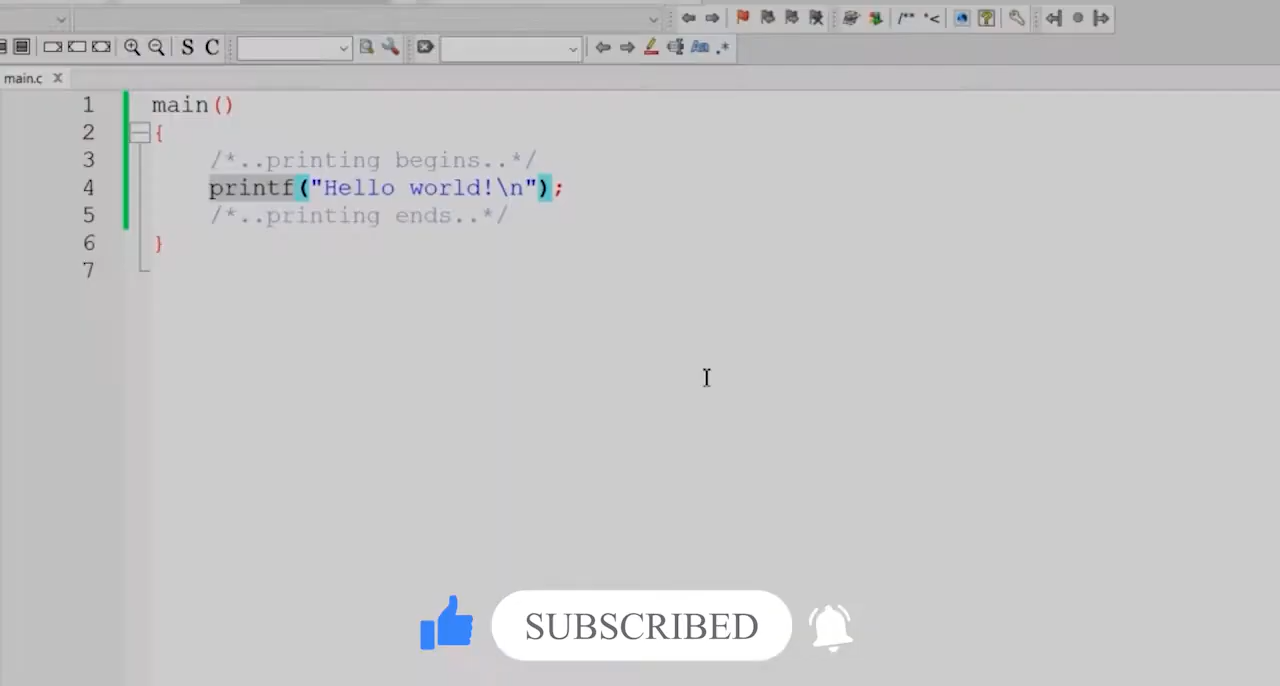 S C
/** *<
.*
main.c X
1 main()
2 {
3 /*..printing begins..*/
4 printf("Hello world!\n");
5 /*..printing ends..*/
6 }
7
SUBSCRIBED